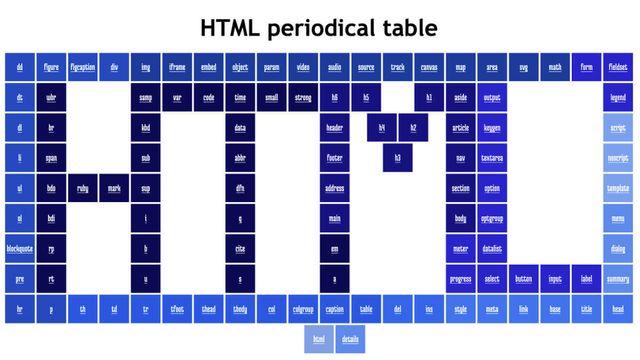 HTML periodical table
dd figure figcaption div img iframe embed object param video audio source track canvas map area svg math form fieldset
dt wbr samp var code time small strong h6 h5 h1 aside output legend
dl br kbd data header h4 h2 article keygen script
li span sub abbr footer h3 nav textarea noscript
ul bdo ruby mark sup dfn address section option template
ol bdi i q main body optgroup menu
blockquote rp b cite em meter datalist dialog
pre rt u s a progress select button input label summary
hr p th td tr tfoot thead tbody col colgroup caption table del ins style meta link base title head
html details